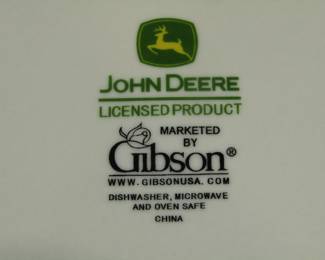 JOHN DEERE
LICENSED PRODUCT
MARKETED
BY
Gibson®
WWW.GIBSONUSA.COM
DISHWASHER, MICROWAVE
AND OVEN SAFE
CHINA